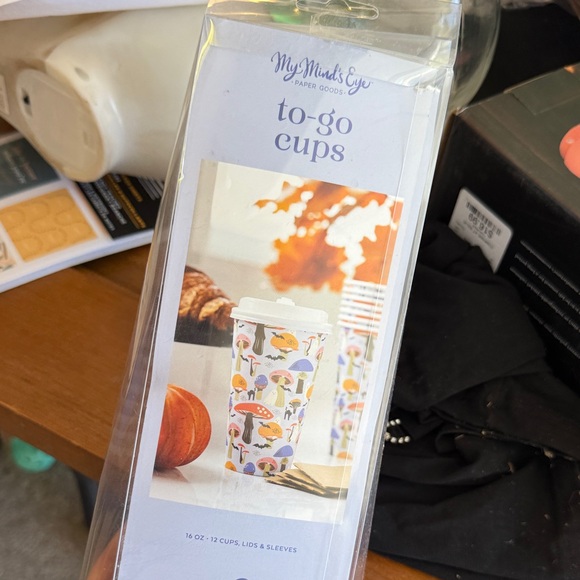 My Mind's Eye
-PAPER GOODS-
to-go
cups
16 OZ - 12 CUPS, LIDS & SLEEVES